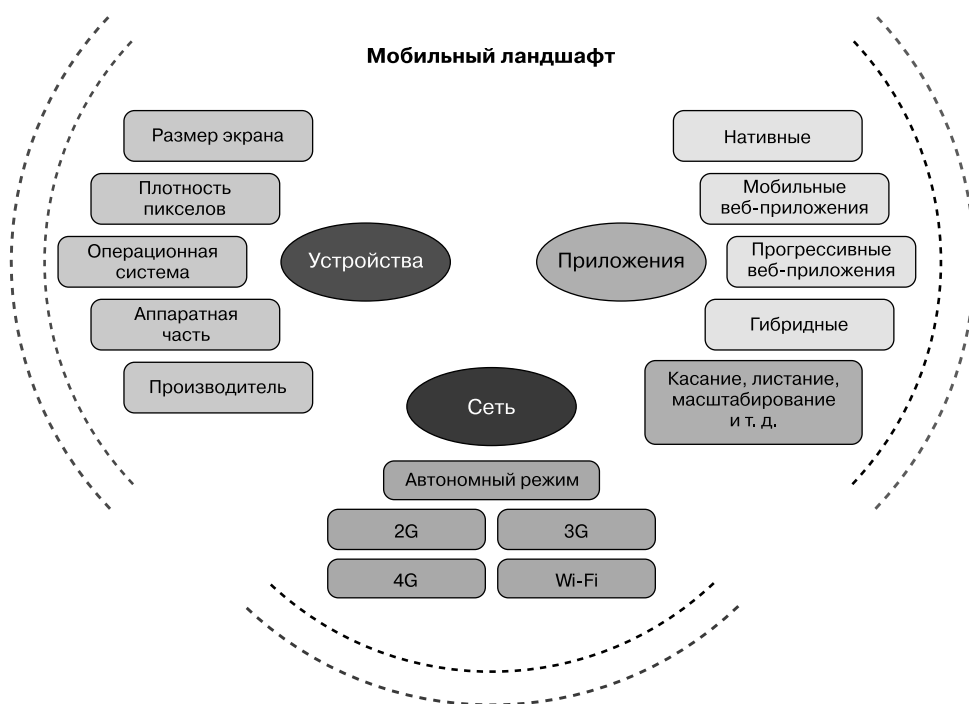 Мобильный ландшафт
Размер экрана
Плотность
пикселов
Операционная
система
Аппаратная
часть
Производитель
Устройства
Приложения
Нативные
Мобильные
веб-приложения
Прогрессивные
веб-приложения
Гибридные
Касание, листание,
масштабирование
и т. д.
Сеть
Автономный режим
2G
3G
4G
Wi-Fi